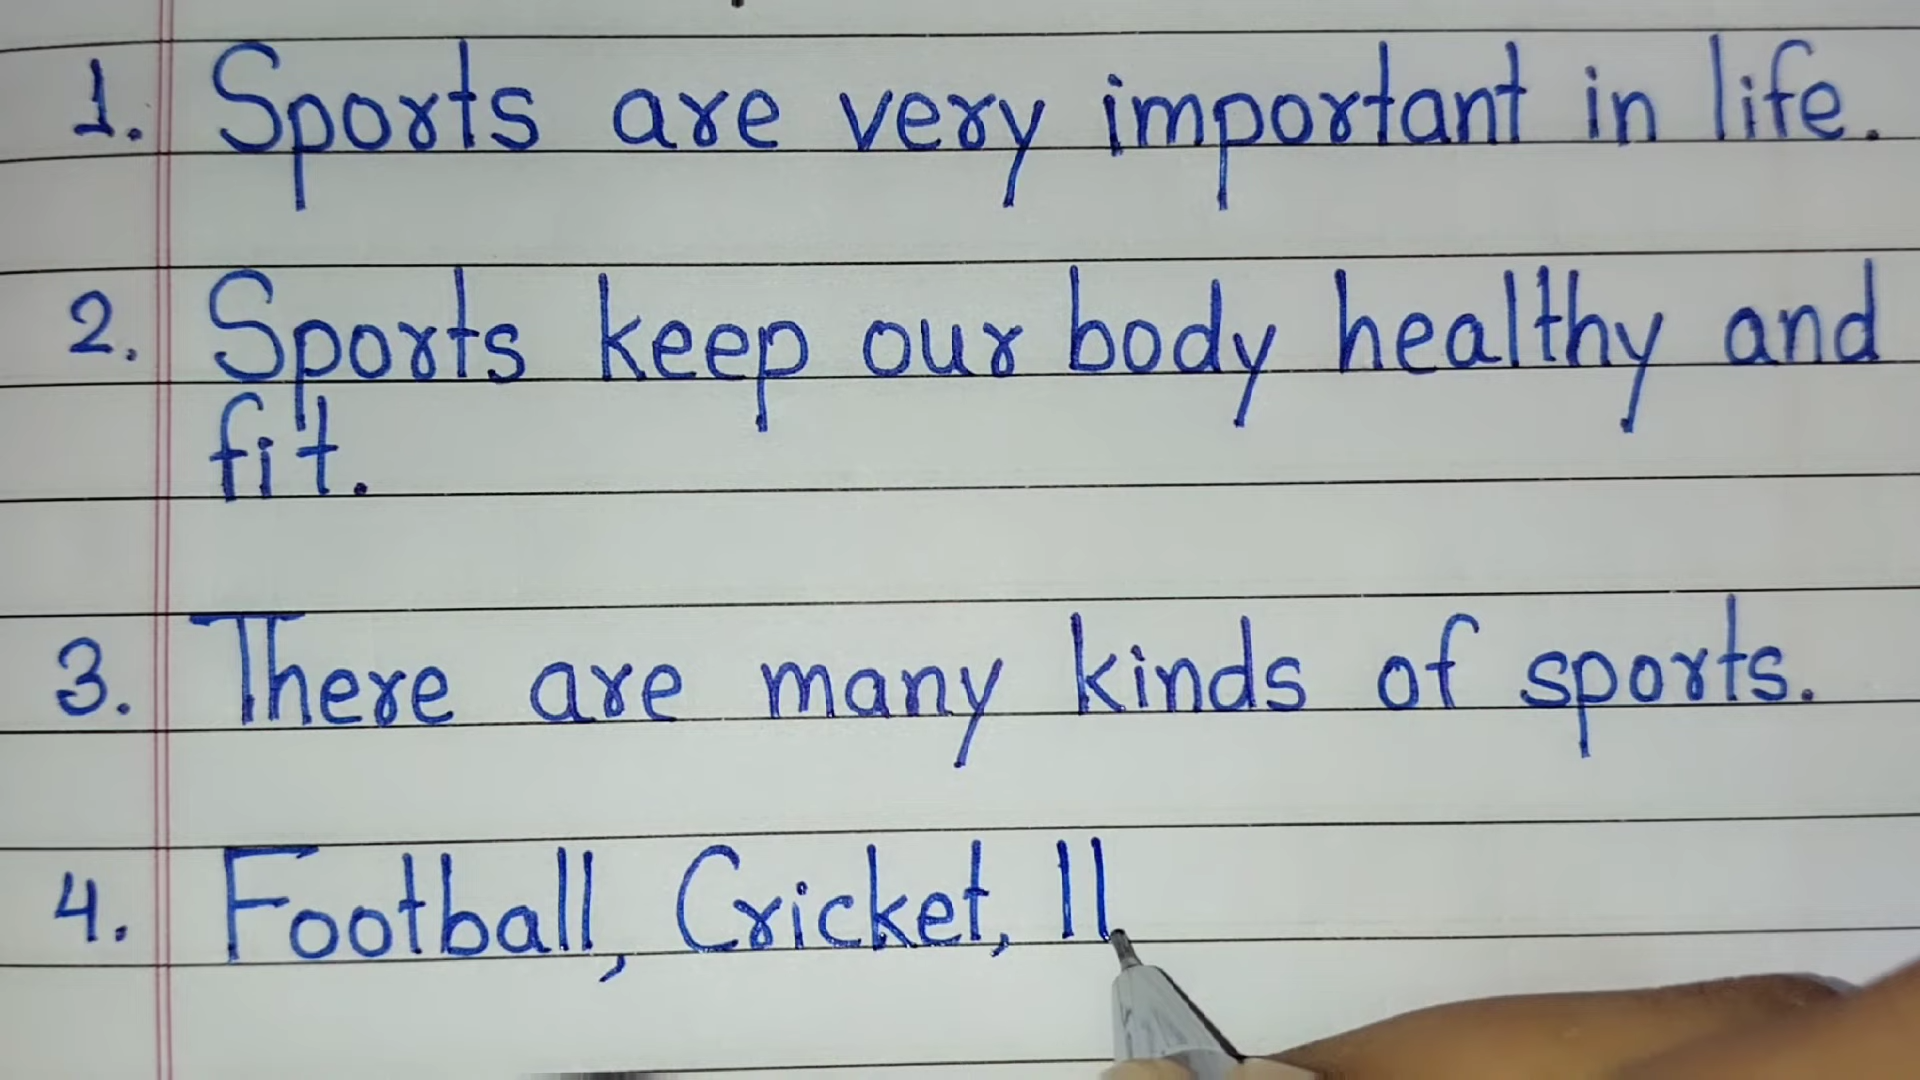 1. Sports are very important in life.
2. Sports keep our body healthy and
fit.
3. There are many kinds of sports.
4. Football, Cricket,